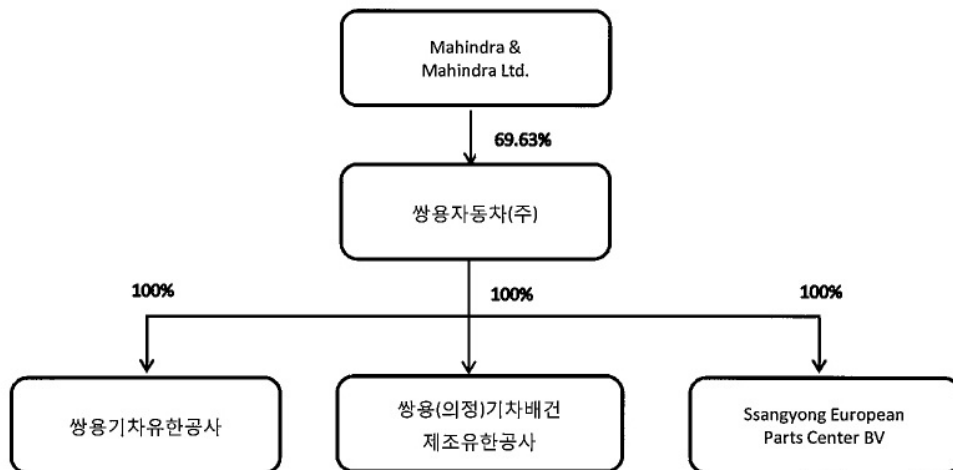 Mahindra &
Mahindra Ltd.
69.63%
쌍용자동차(주)
100%
100%
100%
쌍용기차유한공사
쌍용(의정)기차배건
제조유한공사
Ssangyong European
Parts Center BV